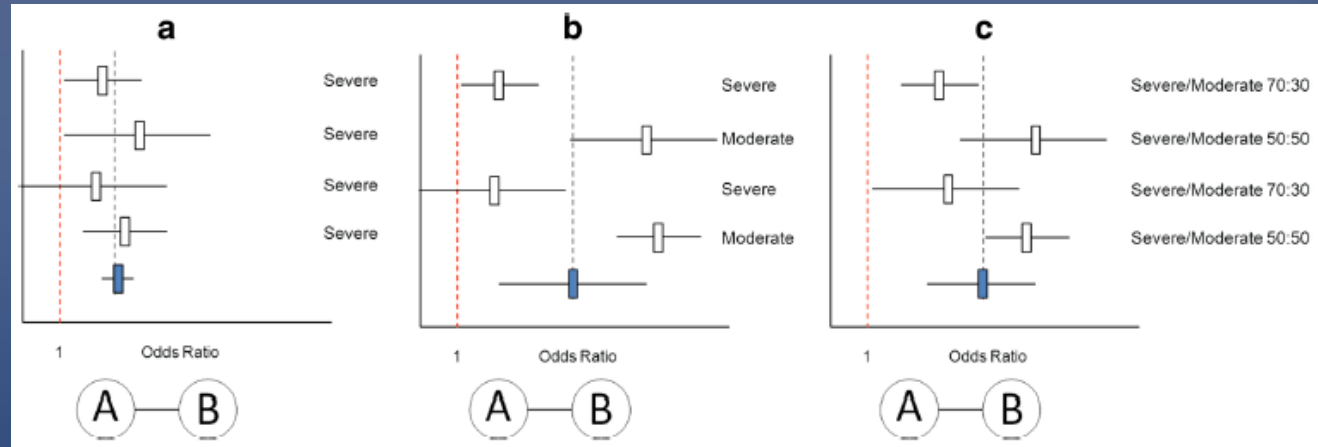 a
Severe
Severe
Severe
Severe
1 Odds Ratio
A B
b
Severe
Moderate
Severe
Moderate
1 Odds Ratio
A B
c
Severe/Moderate 70:30
Severe/Moderate 50:50
Severe/Moderate 70:30
Severe/Moderate 50:50
1 Odds Ratio
A B